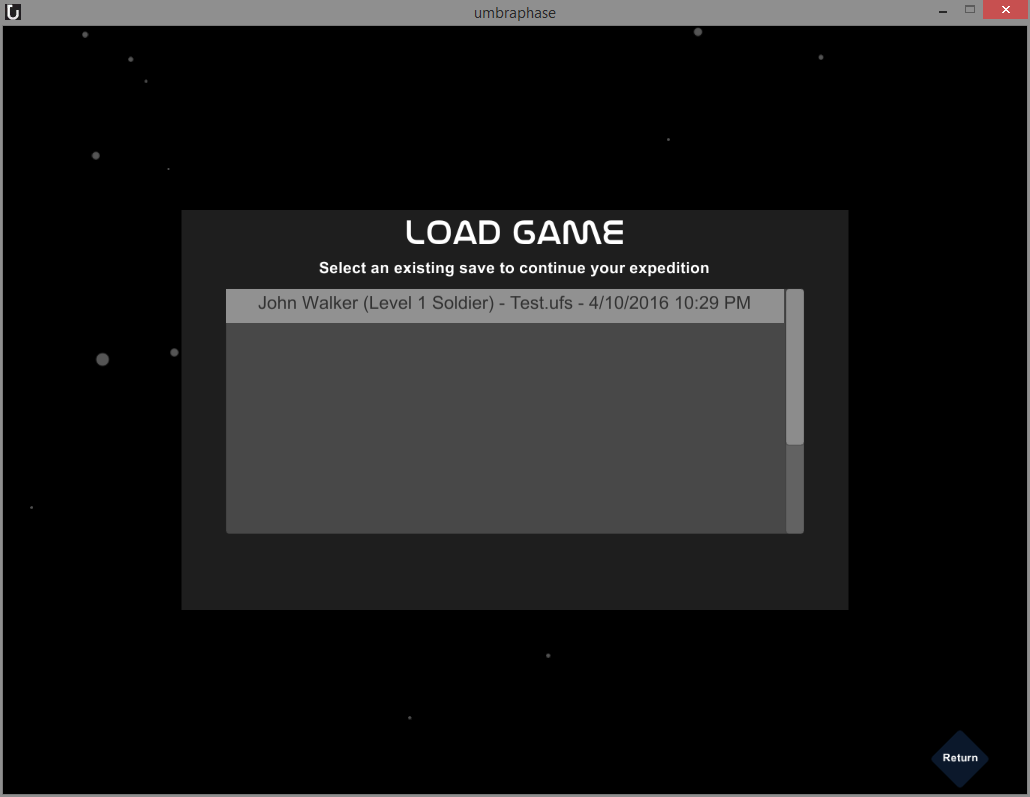 umbraphase
LOAD GAME
Select an existing save to continue your expedition
John Walker (Level 1 Soldier) - Test.ufs - 4/10/2016 10:29 PM
Return